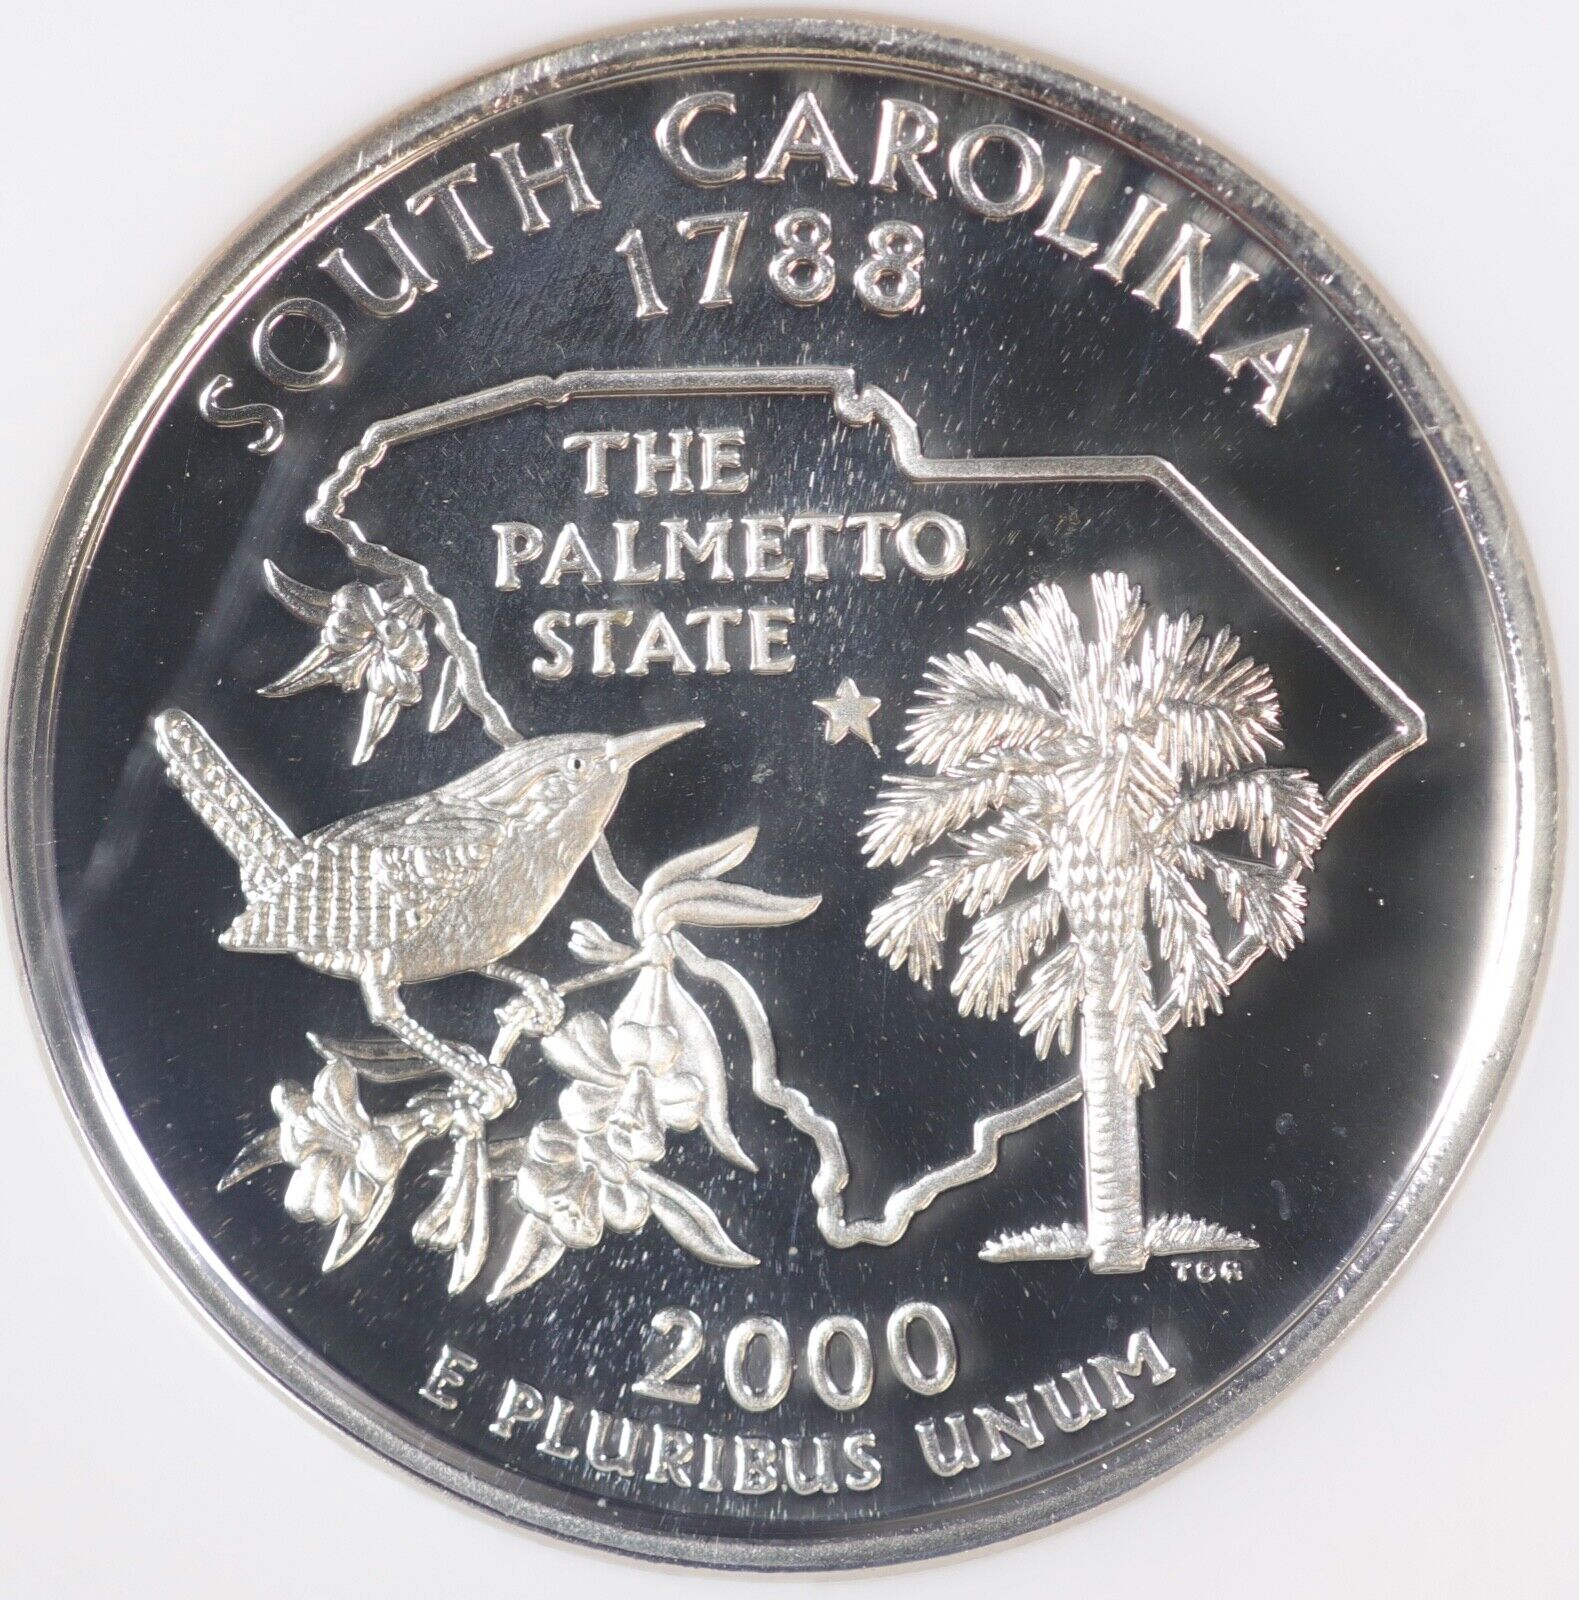 SOUTH CAROLINA
1788
THE
PALMETTO
STATE
TDR
2000
E PLURIBUS UNUM